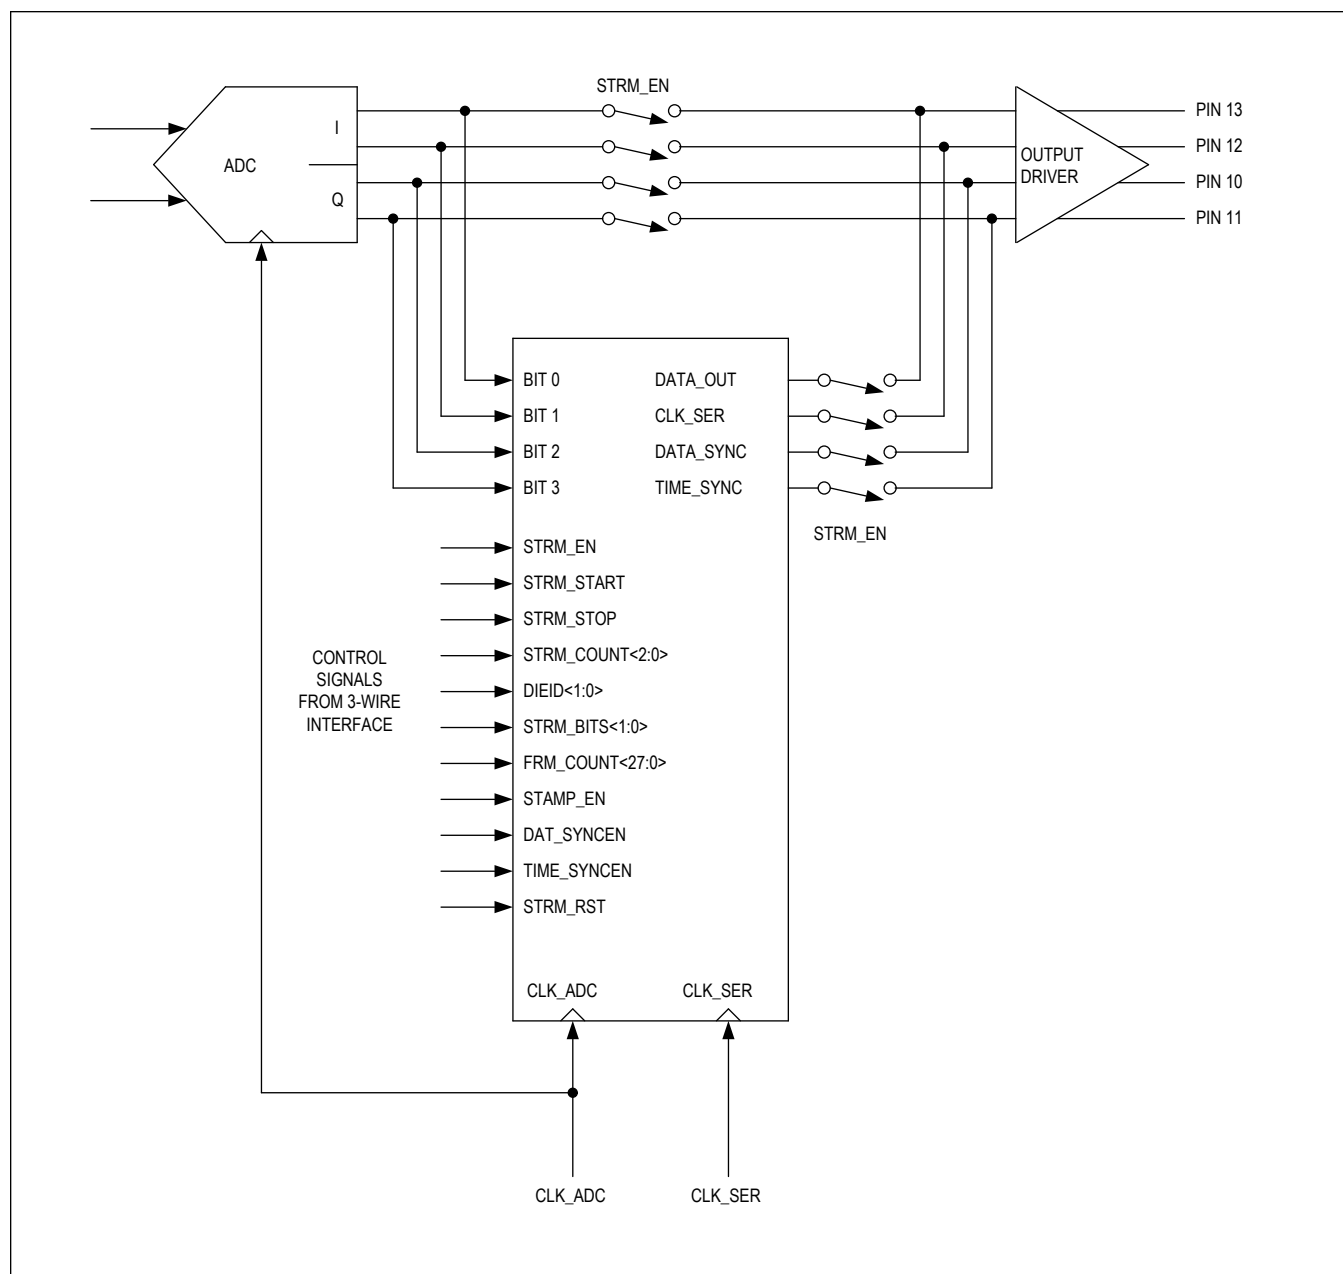 STRM_EN
I
ADC
Q
OUTPUT
DRIVER
PIN 13
PIN 12
PIN 10
PIN 11
BIT 0
BIT 1
BIT 2
BIT 3
DATA_OUT
CLK_SER
DATA_SYNC
TIME_SYNC
STRM_EN
STRM_EN
STRM_START
STRM_STOP
STRM_COUNT<2:0>
DIEID<1:0>
STRM_BITS<1:0>
FRM_COUNT<27:0>
STAMP_EN
DAT_SYNCEN
TIME_SYNCEN
STRM_RST
CONTROL
SIGNALS
FROM 3-WIRE
INTERFACE
CLK_ADC
CLK_SER
CLK_ADC
CLK_SER